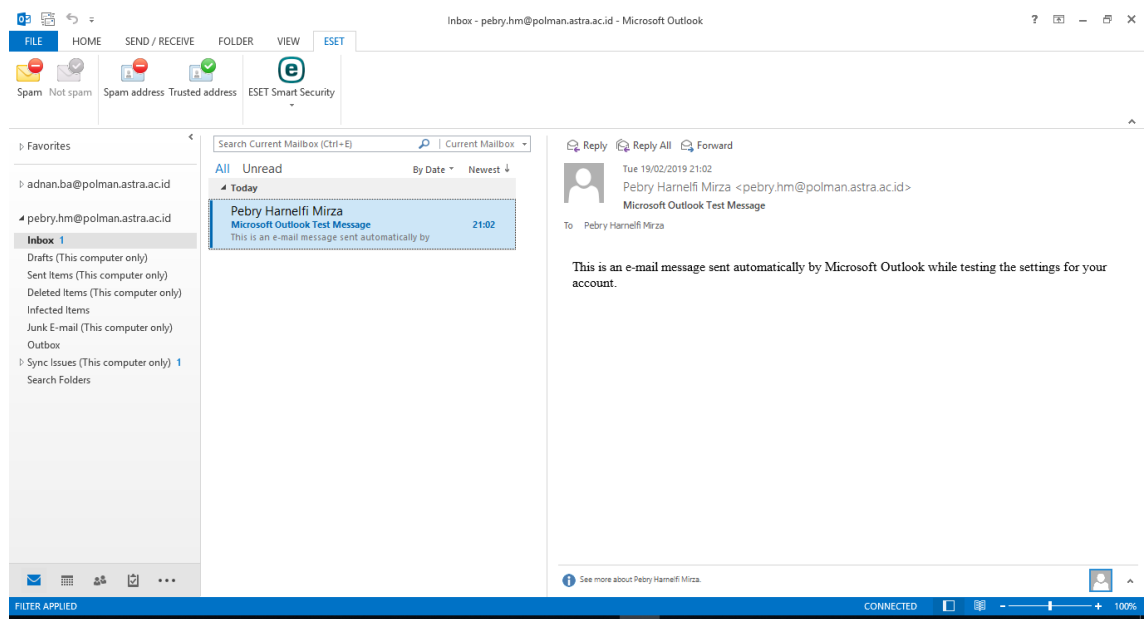 Inbox - pebry.hm@polman.astra.ac.id - Microsoft Outlook
FILE HOME SEND / RECEIVE FOLDER VIEW ESET
Spam Not spam Spam address Trusted address ESET Smart Security
Favorites
adnan.ba@polman.astra.ac.id
pebry.hm@polman.astra.ac.id
Inbox 1
Drafts (This computer only)
Sent Items (This computer only)
Deleted Items (This computer only)
Infected Items
Junk E-mail (This computer only)
Outbox
Sync Issues (This computer only) 1
Search Folders
Search Current Mailbox (Ctrl+E) Current Mailbox
All Unread By Date Newest ↓
Today
Pebry Harnelfi Mirza
Microsoft Outlook Test Message 21:02
This is an e-mail message sent automatically by
Reply Reply All Forward
Tue 19/02/2019 21:02
Pebry Harnelfi Mirza <pebry.hm@polman.astra.ac.id>
Microsoft Outlook Test Message
To Pebry Harnelfi Mirza
This is an e-mail message sent automatically by Microsoft Outlook while testing the settings for your
account.
See more about Pebry Harnelfi Mirza.
FILTER APPLIED CONNECTED 100%